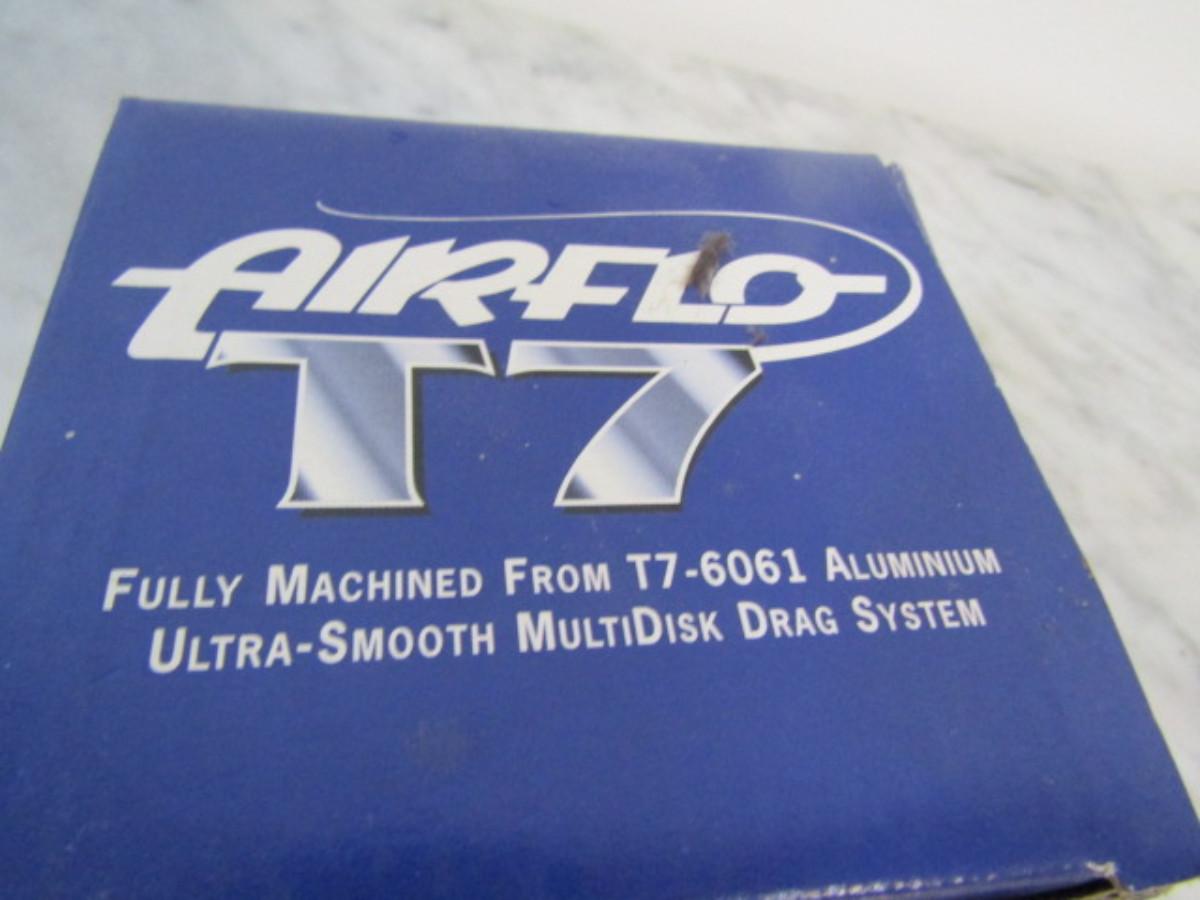 AIRFLO
T7
FULLY MACHINED FROM T7-6061 ALUMINIUM
ULTRA-SMOOTH MULTIDISK DRAG SYSTEM